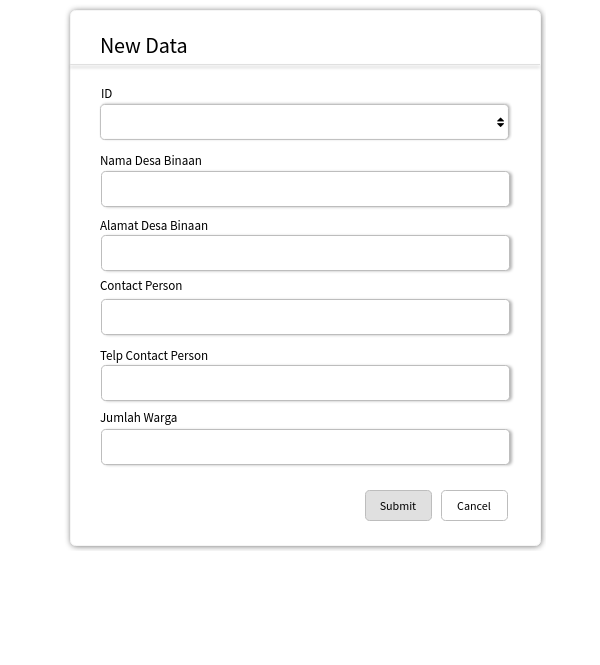 New Data
ID
Nama Desa Binaan
Alamat Desa Binaan
Contact Person
Telp Contact Person
Jumlah Warga
Submit
Cancel